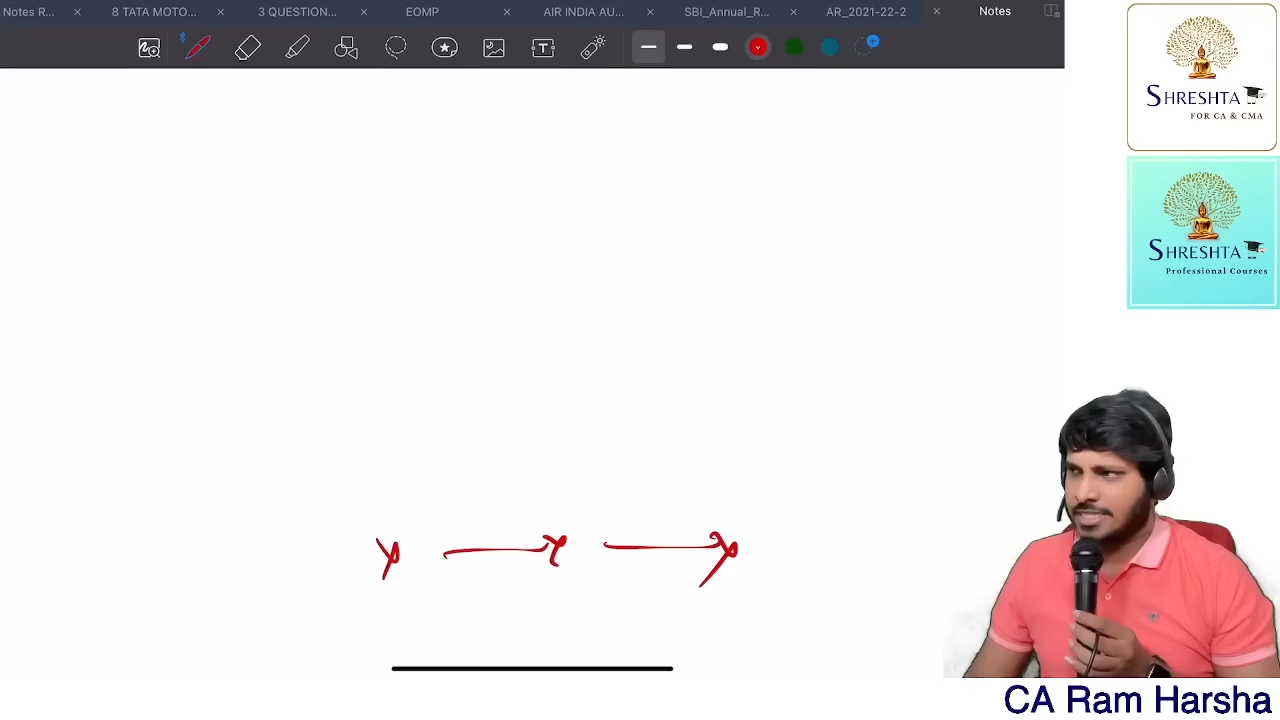 Notes R... 8 TATA MOTO... 3 QUESTION... EOMP AIR INDIA AU... SBI_Annual_R... AR_2021-22-2 Notes
T
SHRESHTA
FOR CA & CMA
SHRESHTA
Professional Courses
CA Ram Harsha